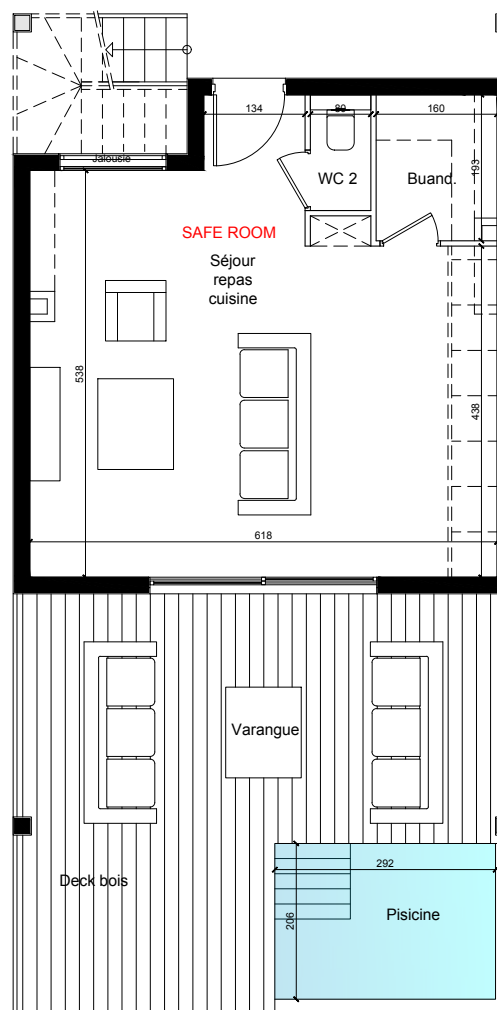 134
80
160
Jalousie
WC 2
Buand.
193
SAFE ROOM
Séjour
repas
cuisine
538
438
618
Varangue
Deck bois
292
206
Pisicine